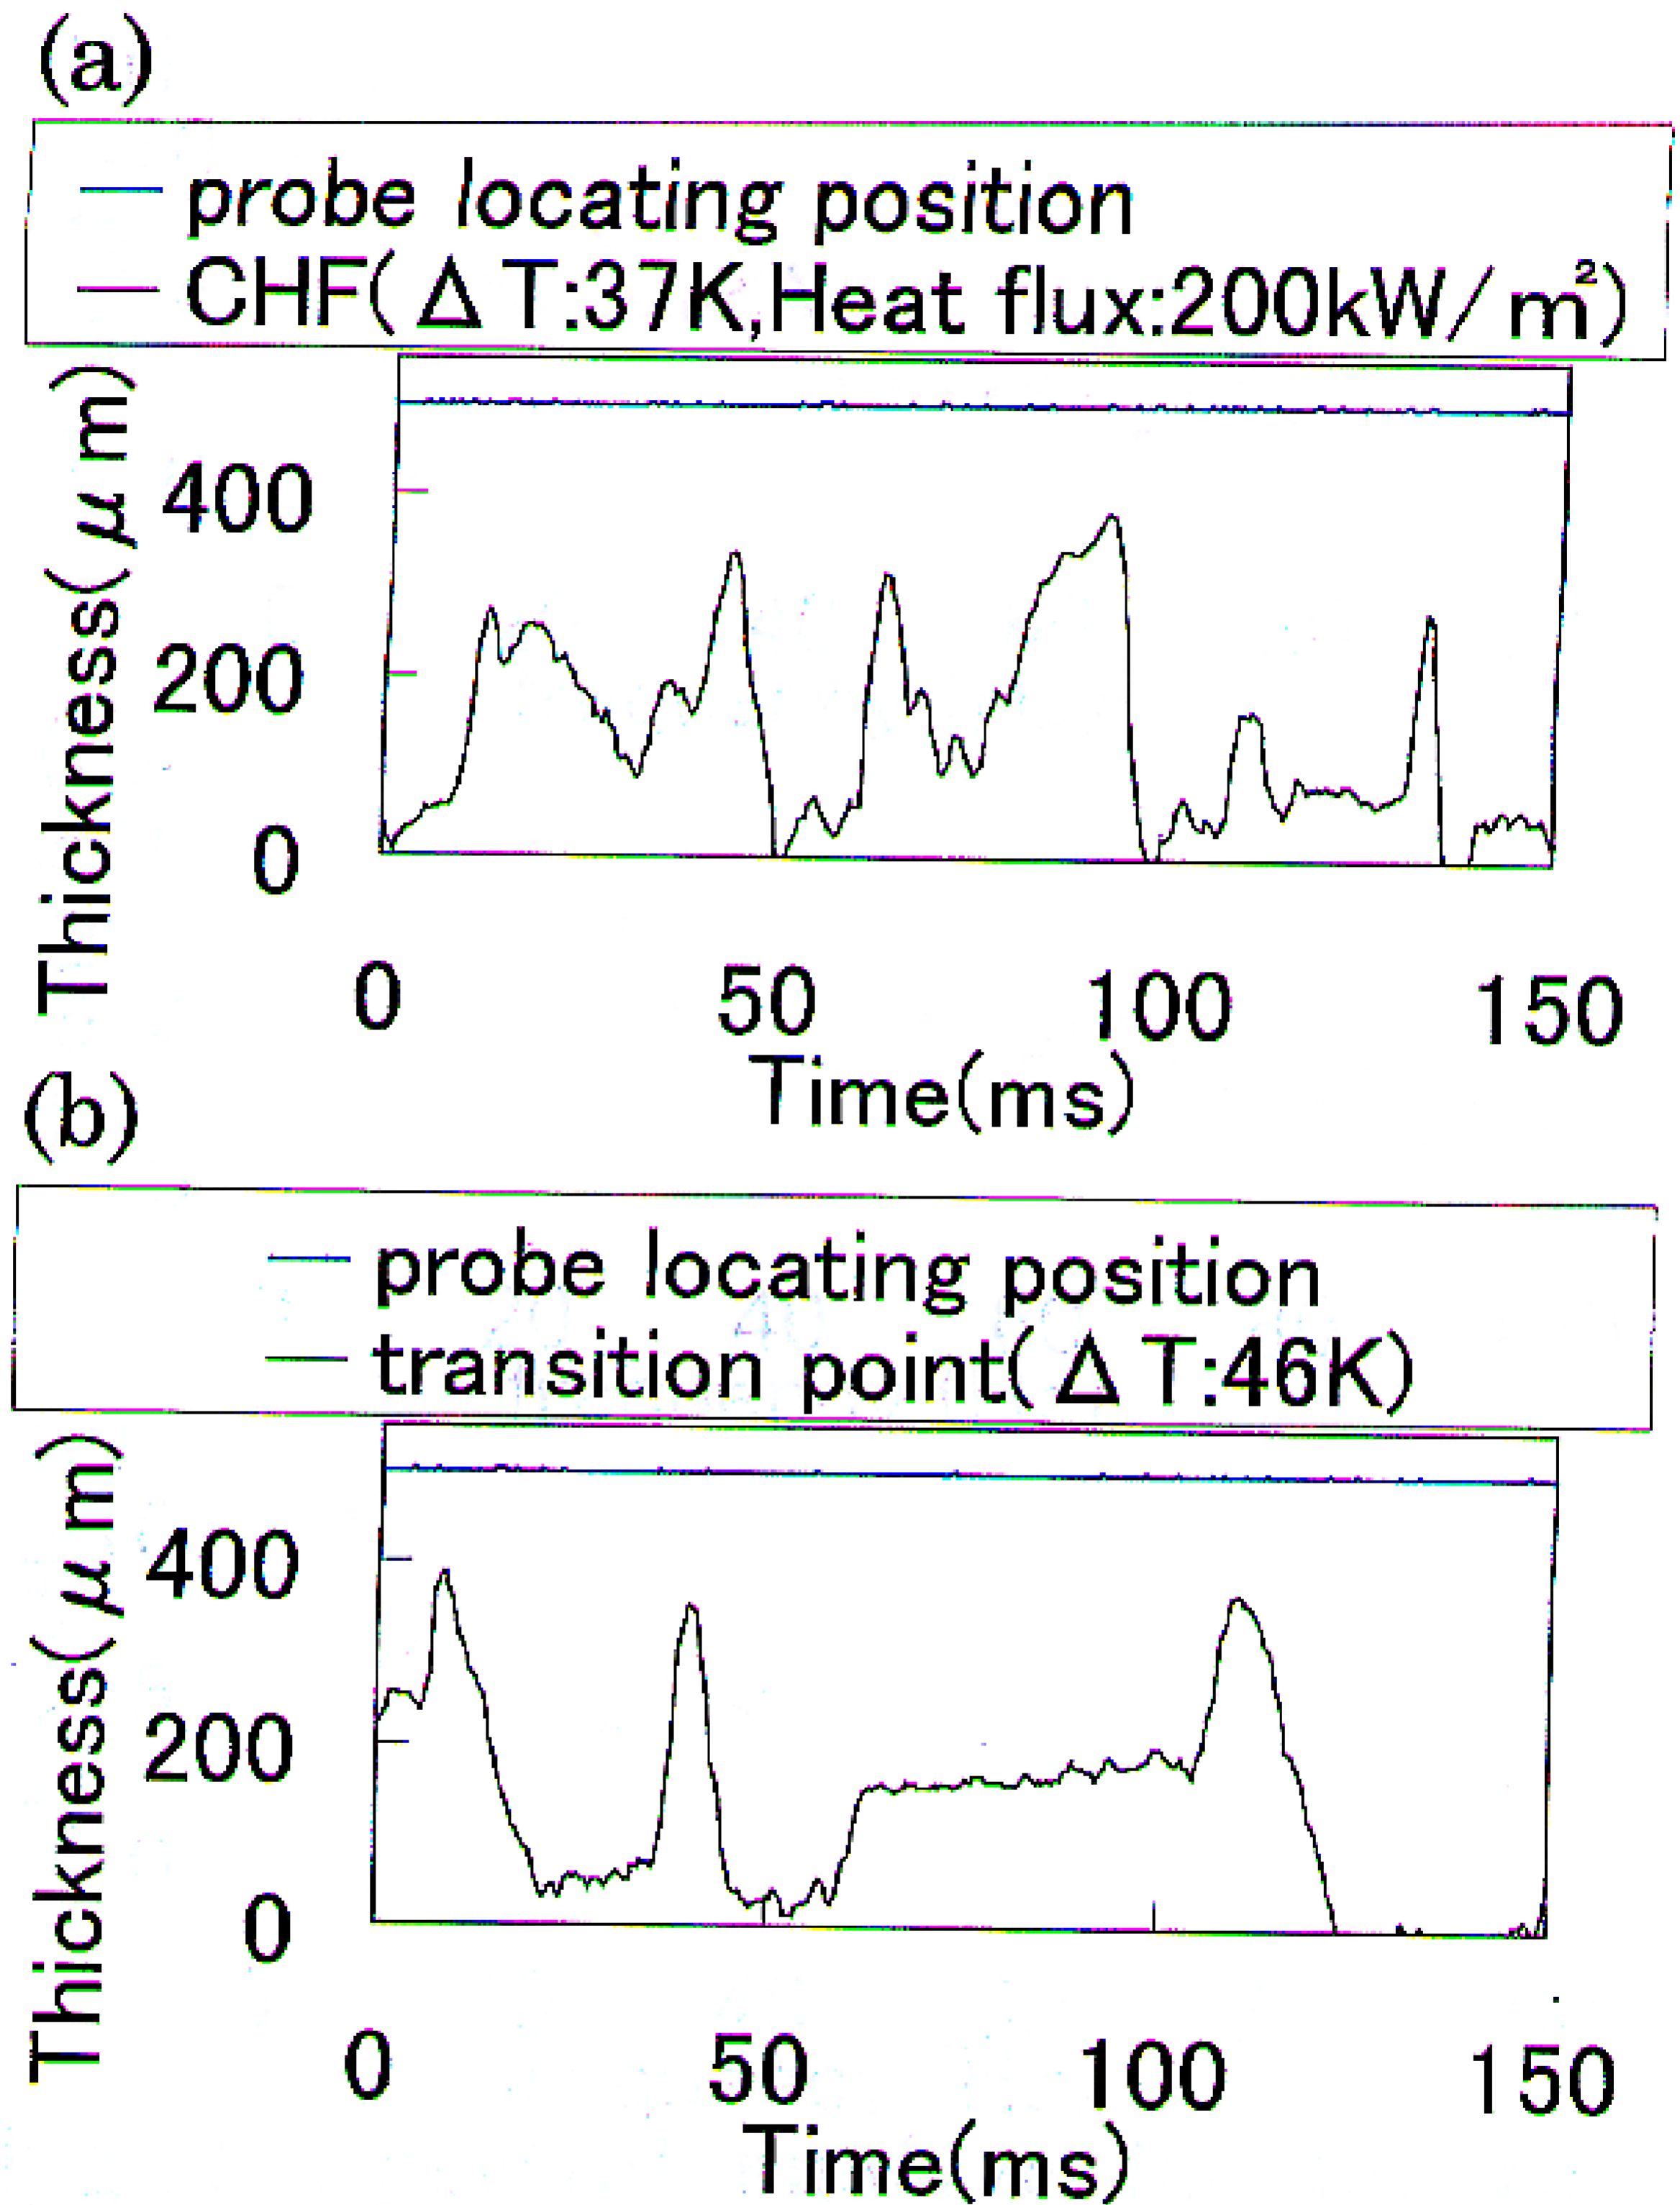 (a)
probe locating position
CHF(ΔT:37K,Heat flux:200kW/m²)
Thickness(μm)
400
200
0
0 50 100 150
Time(ms)
(b)
probe locating position
transition point(ΔT:46K)
Thickness(μm)
400
200
0
0 50 100 150
Time(ms)